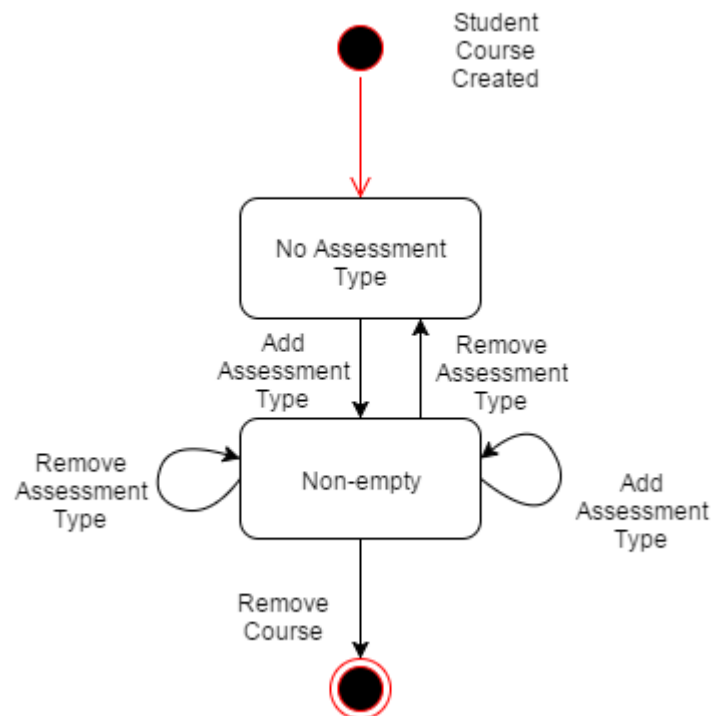 Student
Course
Created
No Assessment
Type
Add
Assessment
Type
Remove
Assessment
Type
Remove
Assessment
Type
Non-empty
Add
Assessment
Type
Remove
Course